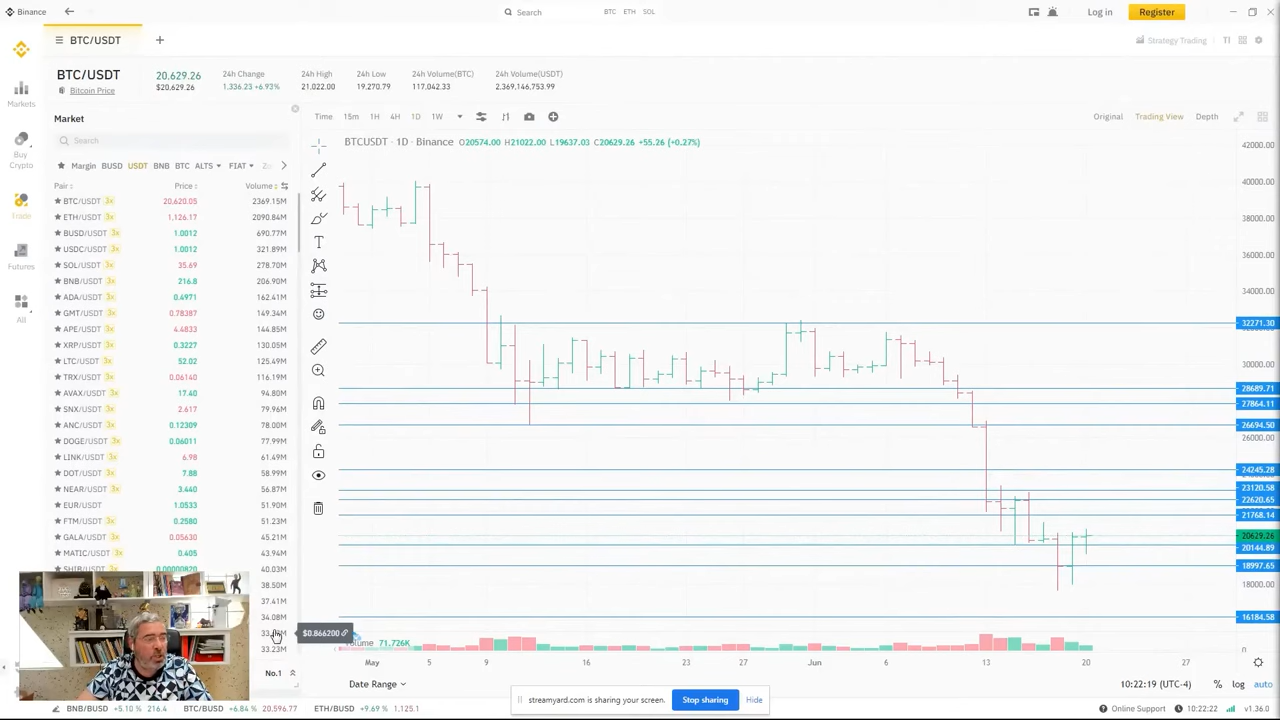 Binance
Search
BTC ETH SOL
Log in
Register
BTC/USDT
Strategy Trading
BTC/USDT
Bitcoin Price
20,629.26
$20,629.26
24h Change
1,336.23 +6.93%
24h High
21,022.00
24h Low
19,270.79
24h Volume(BTC)
117,042.33
24h Volume(USDT)
2,369,146,753.99
Markets
Buy
Crypto
Trade
Futures
All
Market
Search
Margin BUSD USDT BNB BTC ALTS FIAT
Pair Price Volume
BTC/USDT 3x 20,620.05 2369.15M
ETH/USDT 3x 1,126.17 2090.84M
BUSD/USDT 3x 1.0012 690.77M
USDC/USDT 3x 1.0012 321.89M
SOL/USDT 3x 35.69 278.70M
BNB/USDT 3x 216.8 206.90M
ADA/USDT 3x 0.4971 162.41M
GMT/USDT 3x 0.78387 149.34M
APE/USDT 3x 4.4833 144.85M
XRP/USDT 3x 0.3227 130.05M
LTC/USDT 3x 52.02 125.49M
TRX/USDT 3x 0.06140 116.19M
AVAX/USDT 3x 17.40 94.80M
SNX/USDT 3x 2.617 79.96M
ANC/USDT 3x 0.12309 78.00M
DOGE/USDT 3x 0.06011 77.99M
LINK/USDT 3x 6.98 61.49M
DOT/USDT 3x 7.88 58.99M
NEAR/USDT 3x 3.440 56.87M
EUR/USDT 1.0533 51.90M
FTM/USDT 3x 0.2580 51.23M
GALA/USDT 3x 0.05630 45.21M
MATIC/USDT 3x 0.405 43.94M
SHIB/USDT 3x 0.00000820 40.03M
38.50M
37.41M
34.08M
$0.866200
33.23M
No.1
Time 15m 1H 4H 1D 1W
Original Trading View Depth
BTCUSDT · 1D · Binance O20574.00 H21022.00 L19637.03 C20629.26 +55.26 (+0.27%)
42000.00
40000.00
38000.00
36000.00
34000.00
32271.30
30000.00
28689.71
27864.11
26694.50
26000.00
24245.28
23120.58
22620.65
21768.14
20629.26
20144.89
18997.65
18000.00
16184.58
Volume 71.726K
0
May 5 9 16 23 27 Jun 6 13 20 27
Date Range
10:22:19 (UTC-4) % log auto
streamyard.com is sharing your screen. Stop sharing Hide
BNB/BUSD +5.10 % 216.4 BTC/BUSD +6.84 % 20,596.77 ETH/BUSD +9.69 % 1,125.1
Online Support 10:22:22 v1.36.0